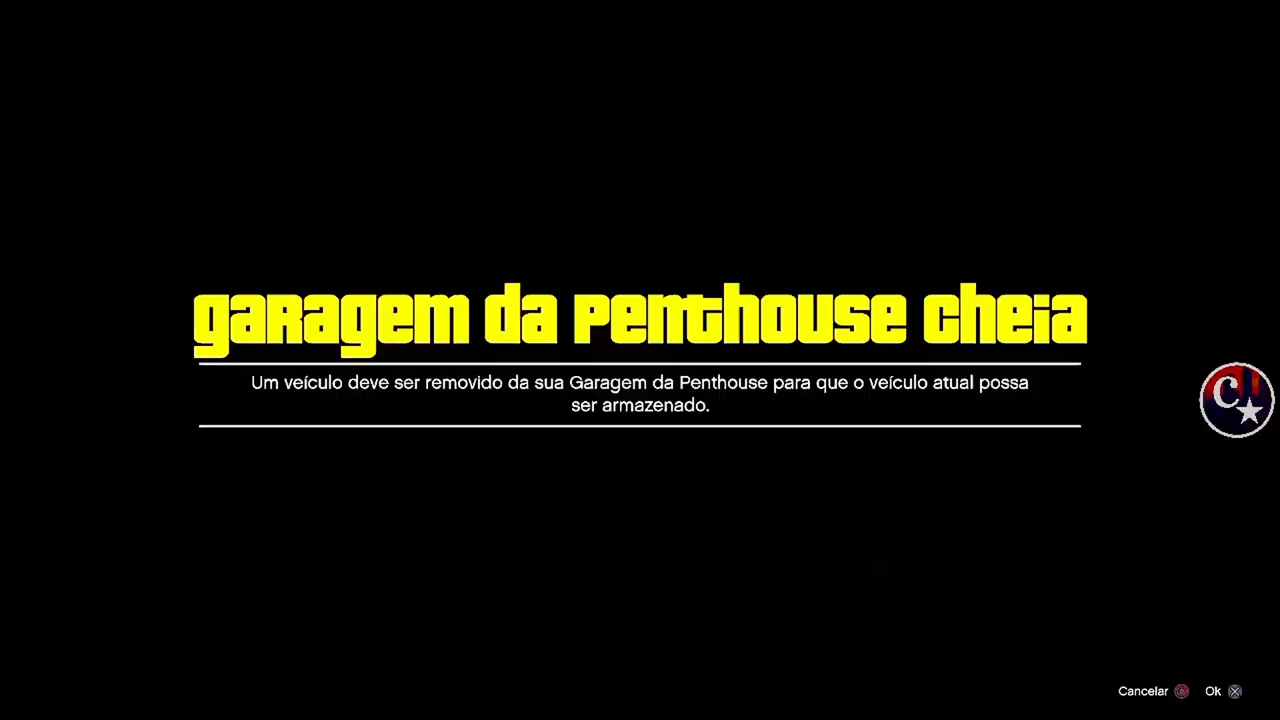 garagem da penthouse cheia
Um veículo deve ser removido da sua Garagem da Penthouse para que o veículo atual possa
ser armazenado.
C
Cancelar Ok